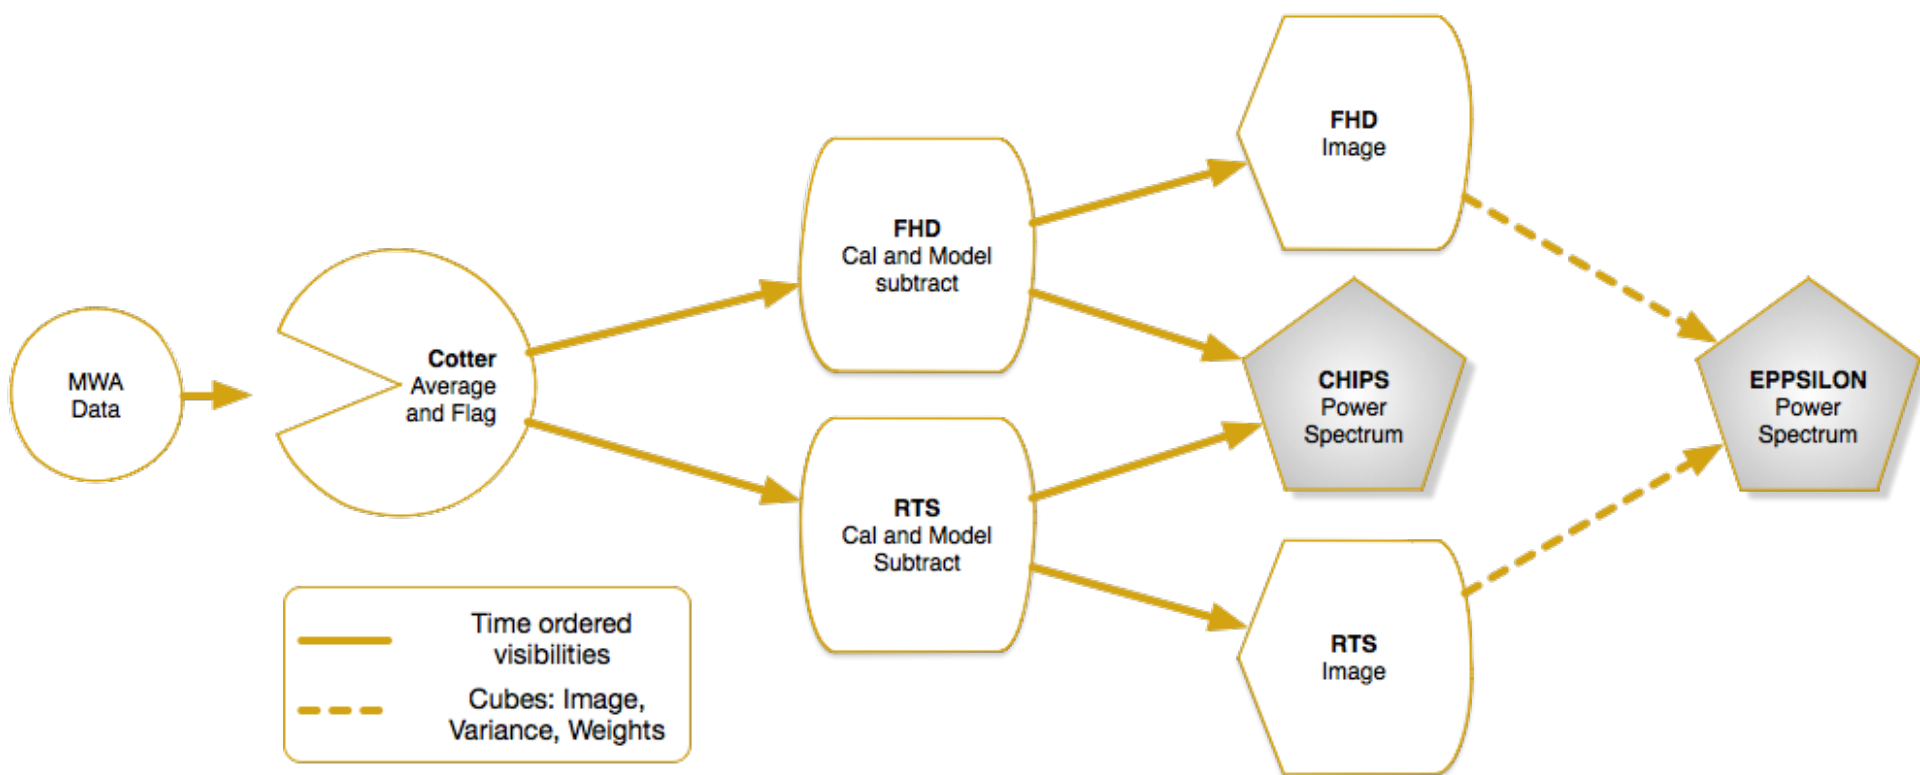 MWA
Data
Cotter
Average
and Flag
FHD
Cal and Model
subtract
RTS
Cal and Model
Subtract
FHD
Image
CHIPS
Power
Spectrum
RTS
Image
EPPSILON
Power
Spectrum
Time ordered
visibilities
Cubes: Image,
Variance, Weights